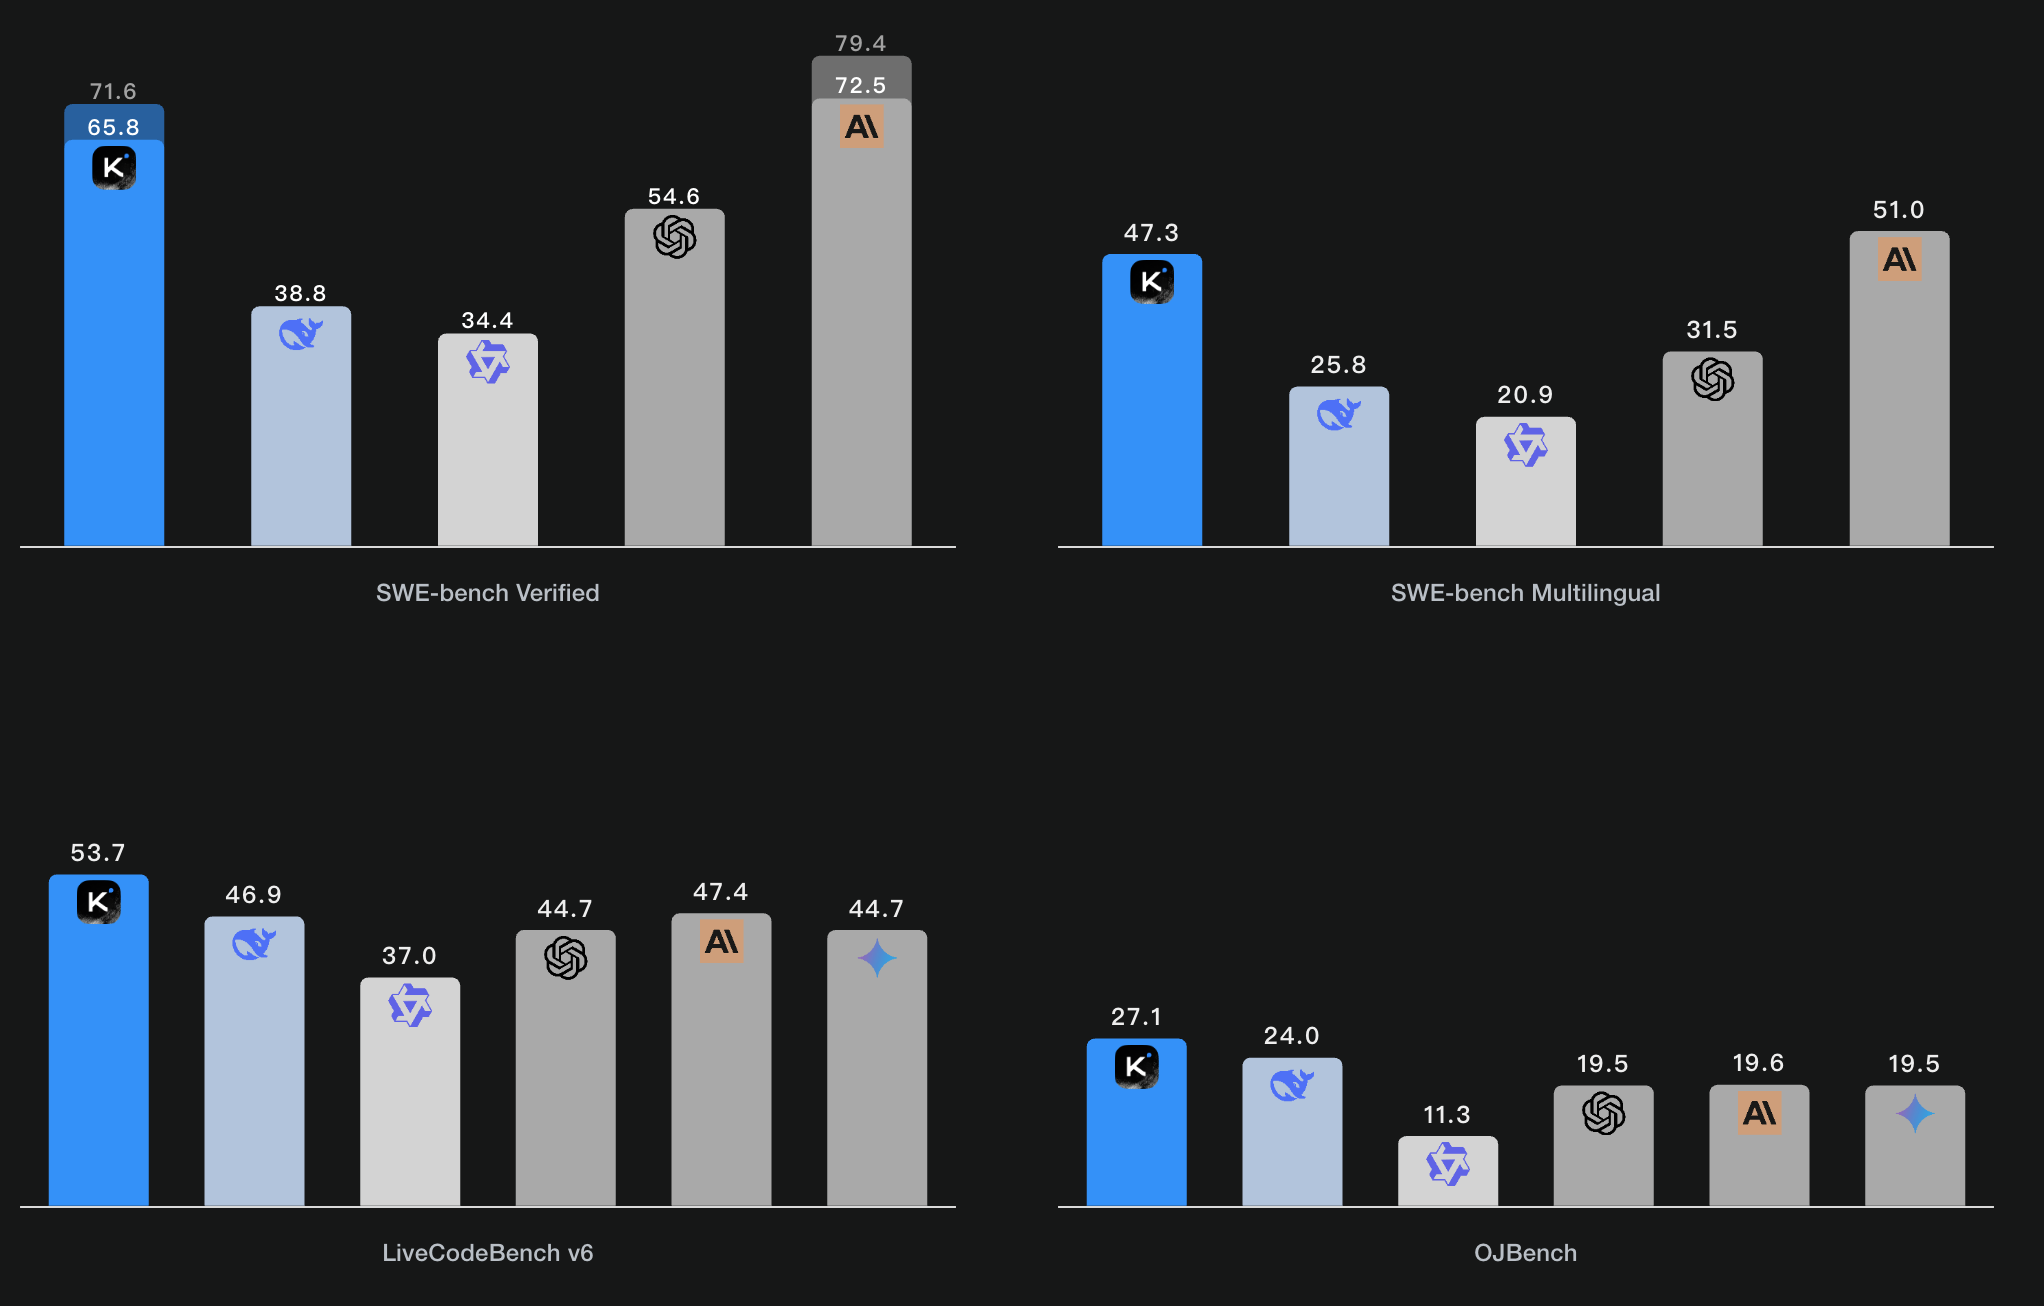 79.4
72.5
71.6
65.8
K
A\
54.6
38.8
34.4
SWE-bench Verified
51.0
A\
47.3
K
31.5
25.8
20.9
SWE-bench Multilingual
53.7
K
46.9
37.0
44.7
47.4
A\
44.7
LiveCodeBench v6
27.1
K
24.0
11.3
19.5
19.6
A\
19.5
OJBench